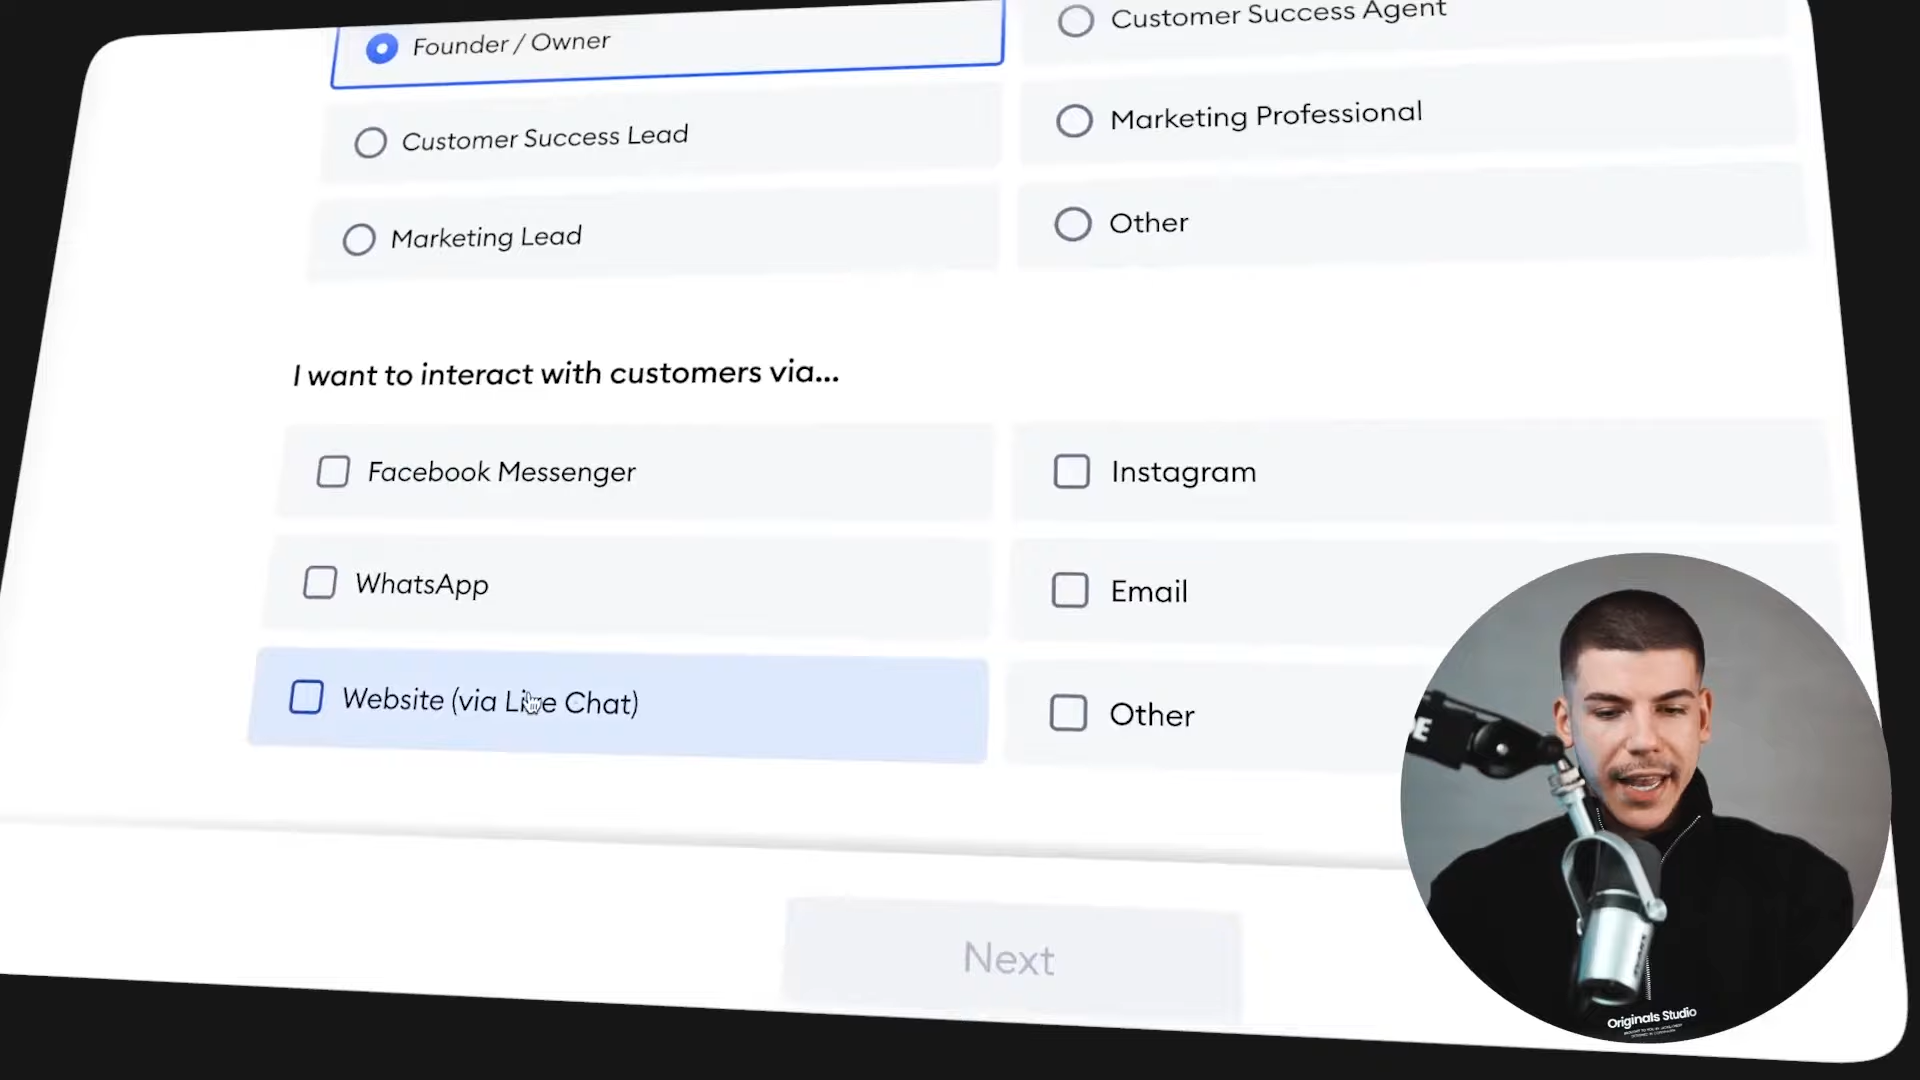 Founder / Owner
Customer Success Agent
Customer Success Lead
Marketing Professional
Marketing Lead
Other
I want to interact with customers via...
Facebook Messenger
Instagram
WhatsApp
Email
Website (via Live Chat)
Other
Next
E
Originals Studio